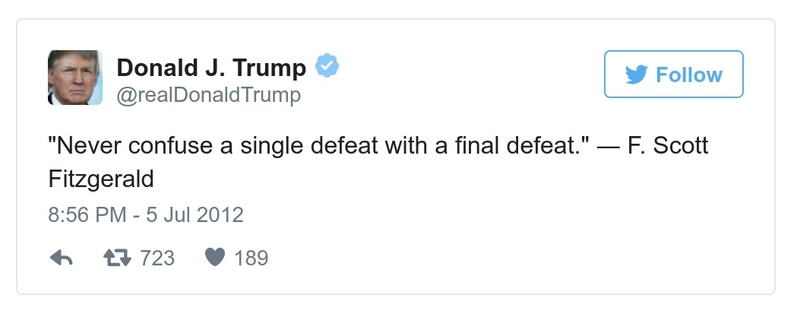 Donald J. Trump
@realDonaldTrump
Follow
"Never confuse a single defeat with a final defeat." — F. Scott
Fitzgerald
8:56 PM - 5 Jul 2012
723 189